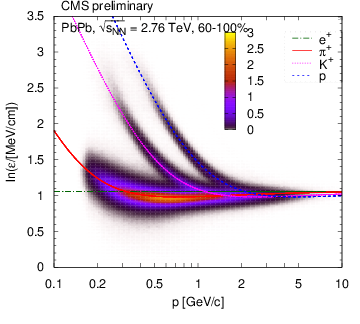 CMS preliminary
PbPb, √sNN = 2.76 TeV, 60-100%
3.5
3
2.5
2
1.5
1
0.5
0
3
2.5
2
1.5
1
0.5
0
e+
π+
K+
p
ln(ε/[MeV/cm])
0.1 0.2 0.5 1 2 5 10
p [GeV/c]